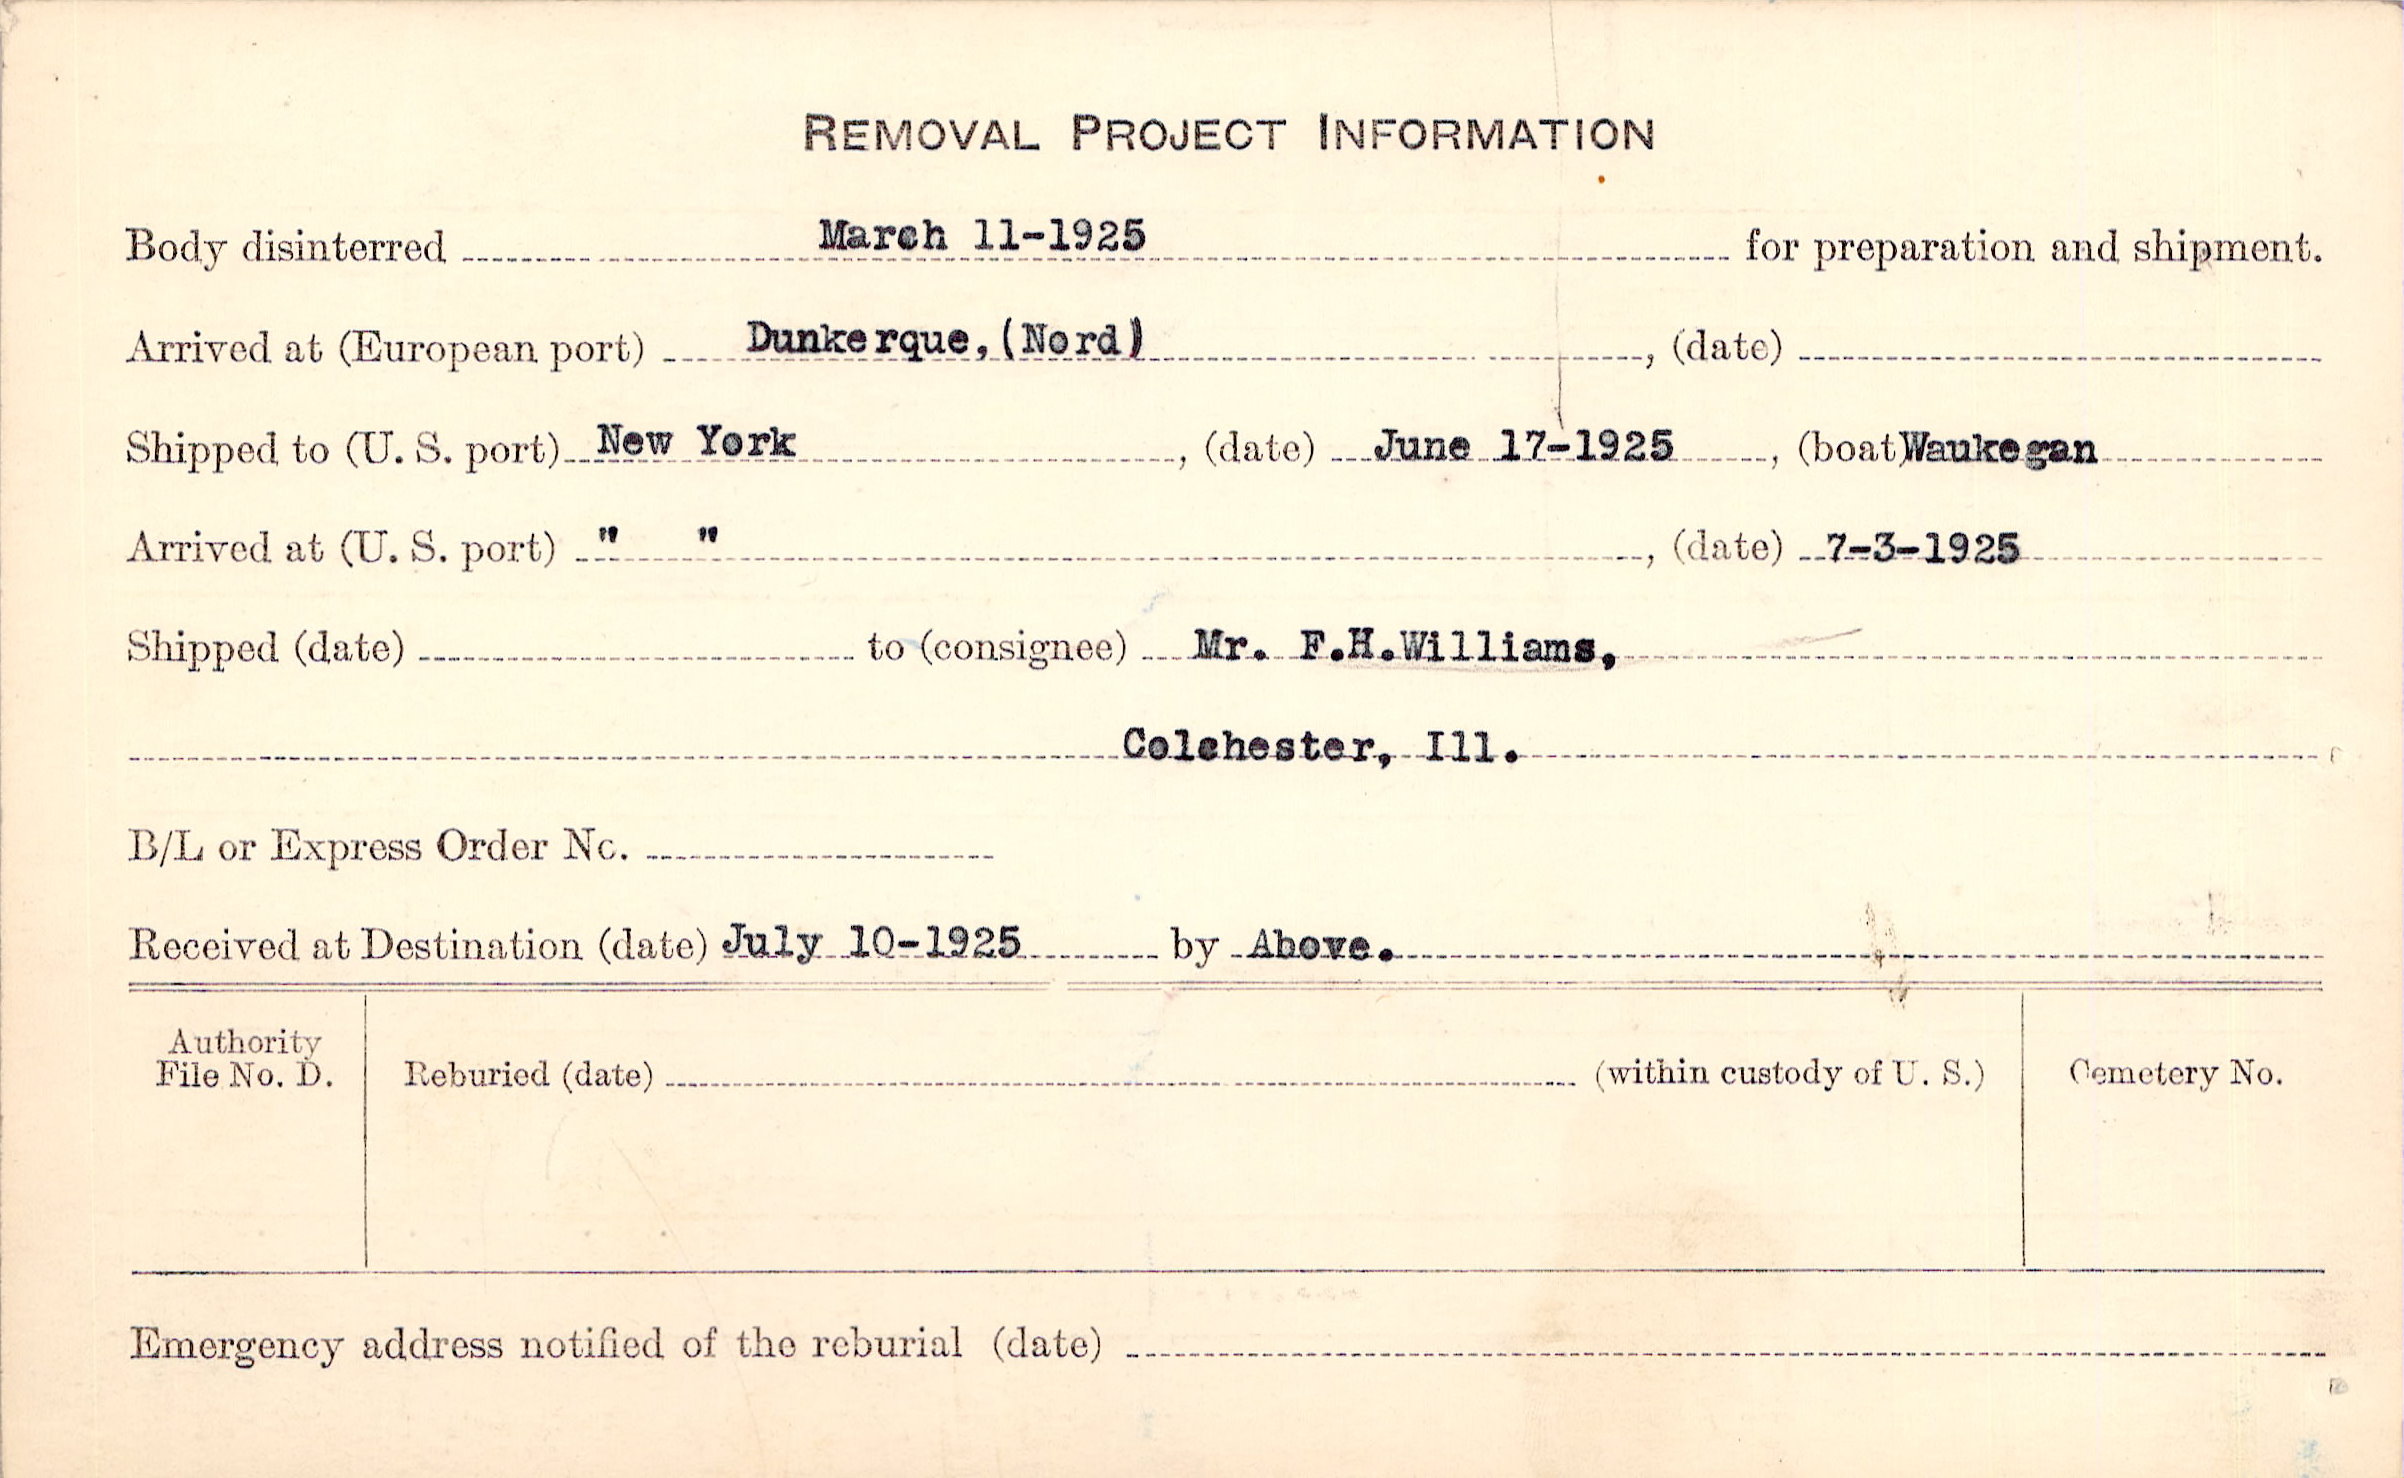 REMOVAL PROJECT INFORMATION
Body disinterred March 11-1925 for preparation and shipment.
Arrived at (European port) Dunkerque,(Nord) , (date)
Shipped to (U. S. port) New York , (date) June 17-1925 , (boat) Waukegan
Arrived at (U. S. port) " " , (date) 7-3-1925
Shipped (date) to (consignee) Mr. F.H.Williams,
Colchester, Ill.
B/L or Express Order No.
Received at Destination (date) July 10-1925 by Above.
Authority
File No. D.
Reburied (date) (within custody of U. S.)
Cemetery No.
Emergency address notified of the reburial (date)